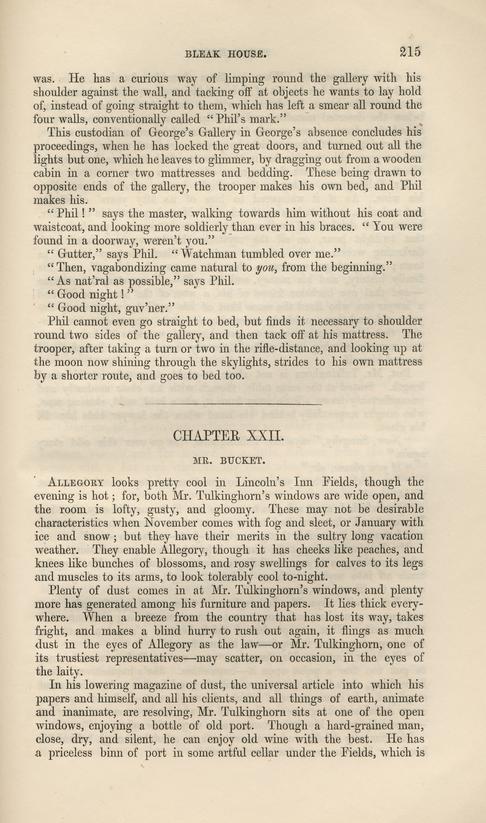 BLEAK HOUSE. 215
was. He has a curious way of limping round the gallery with his
shoulder against the wall, and tacking off at objects he wants to lay hold
of, instead of going straight to them, which has left a smear all round the
four walls, conventionally called “Phil's mark.”
This custodian of George's Gallery in George's absence concludes his
proceedings, when he has locked the great doors, and turned out all the
lights but one, which he leaves to glimmer, by dragging out from a wooden
cabin in a corner two mattresses and bedding. These being drawn to
opposite ends of the gallery, the trooper makes his own bed, and Phil
makes his.
“Phil!” says the master, walking towards him without his coat and
waistcoat, and looking more soldierly than ever in his braces. “You were
found in a doorway, weren't you.”
“Gutter,” says Phil. “Watchman tumbled over me.”
“Then, vagabondizing came natural to you, from the beginning.”
“As nat'ral as possible,” says Phil.
“Good night!”
“Good night, guv'ner.”
Phil cannot even go straight to bed, but finds it necessary to shoulder
round two sides of the gallery, and then tack off at his mattress. The
trooper, after taking a turn or two in the rifle-distance, and looking up at
the moon now shining through the skylights, strides to his own mattress
by a shorter route, and goes to bed too.
CHAPTER XXII.
MR. BUCKET.
ALLEGORY looks pretty cool in Lincoln's Inn Fields, though the
evening is hot; for, both Mr. Tulkinghorn's windows are wide open, and
the room is lofty, gusty, and gloomy. These may not be desirable
characteristics when November comes with fog and sleet, or January with
ice and snow; but they have their merits in the sultry long vacation
weather. They enable Allegory, though it has cheeks like peaches, and
knees like bunches of blossoms, and rosy swellings for calves to its legs
and muscles to its arms, to look tolerably cool to-night.
Plenty of dust comes in at Mr. Tulkinghorn's windows, and plenty
more has generated among his furniture and papers. It lies thick every-
where. When a breeze from the country that has lost its way, takes
fright, and makes a blind hurry to rush out again, it flings as much
dust in the eyes of Allegory as the law—or Mr. Tulkinghorn, one of
its trustiest representatives—may scatter, on occasion, in the eyes of
the laity.
In his lowering magazine of dust, the universal article into which his
papers and himself, and all his clients, and all things of earth, animate
and inanimate, are resolving, Mr. Tulkinghorn sits at one of the open
windows, enjoying a bottle of old port. Though a hard-grained man,
close, dry, and silent, he can enjoy old wine with the best. He has
a priceless binn of port in some artful cellar under the Fields, which is